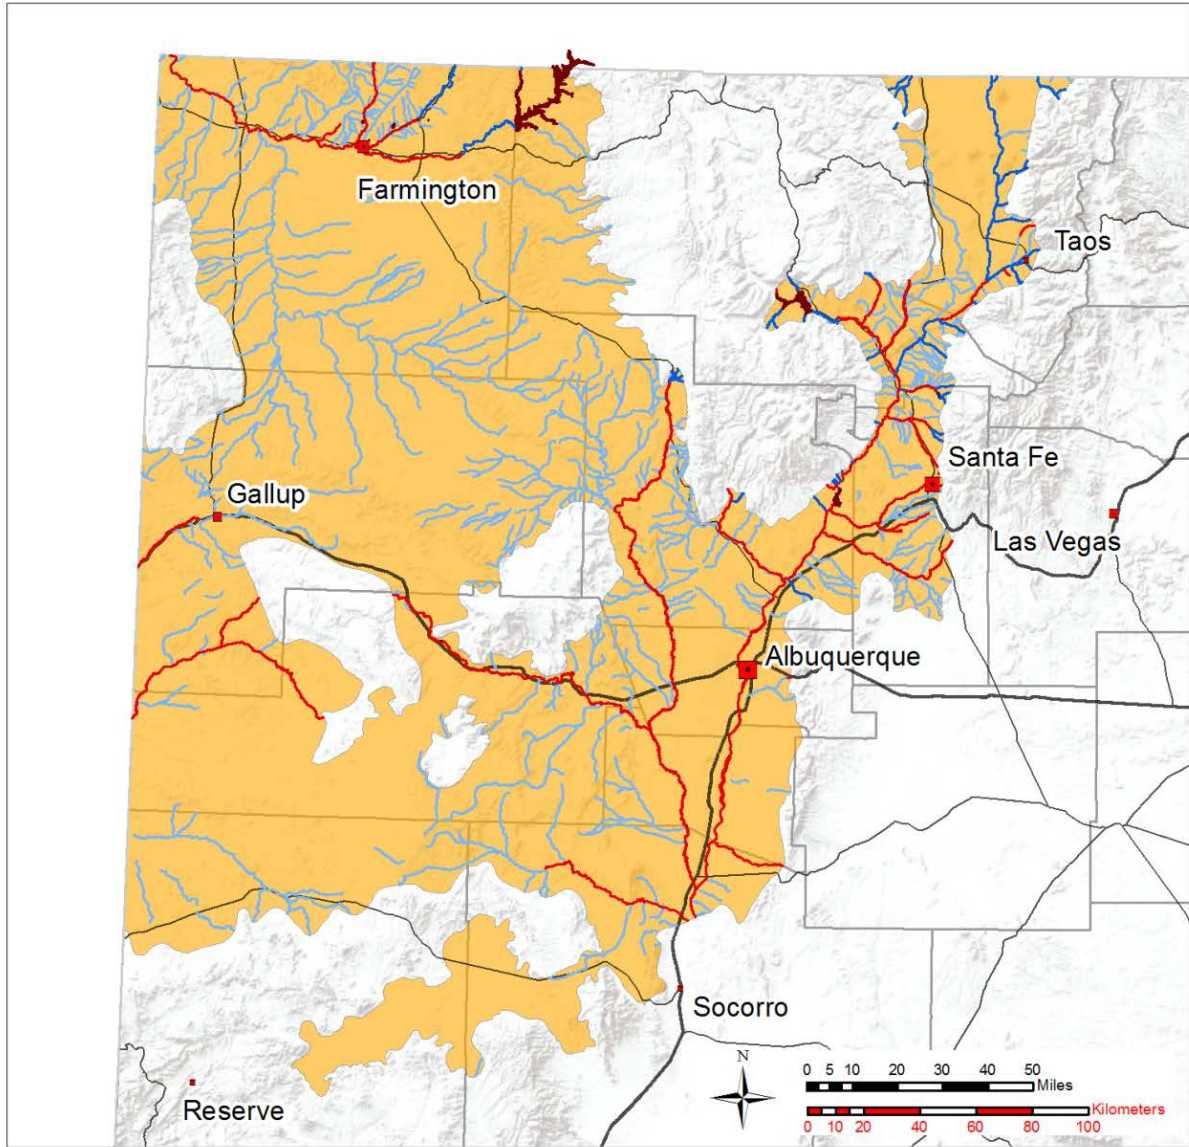 Farmington
Taos
Santa Fe
Gallup
Las Vegas
Albuquerque
Socorro
N
0 5 10 20 30 40 50
Miles
Kilometers
0 10 20 40 60 80 100
Reserve